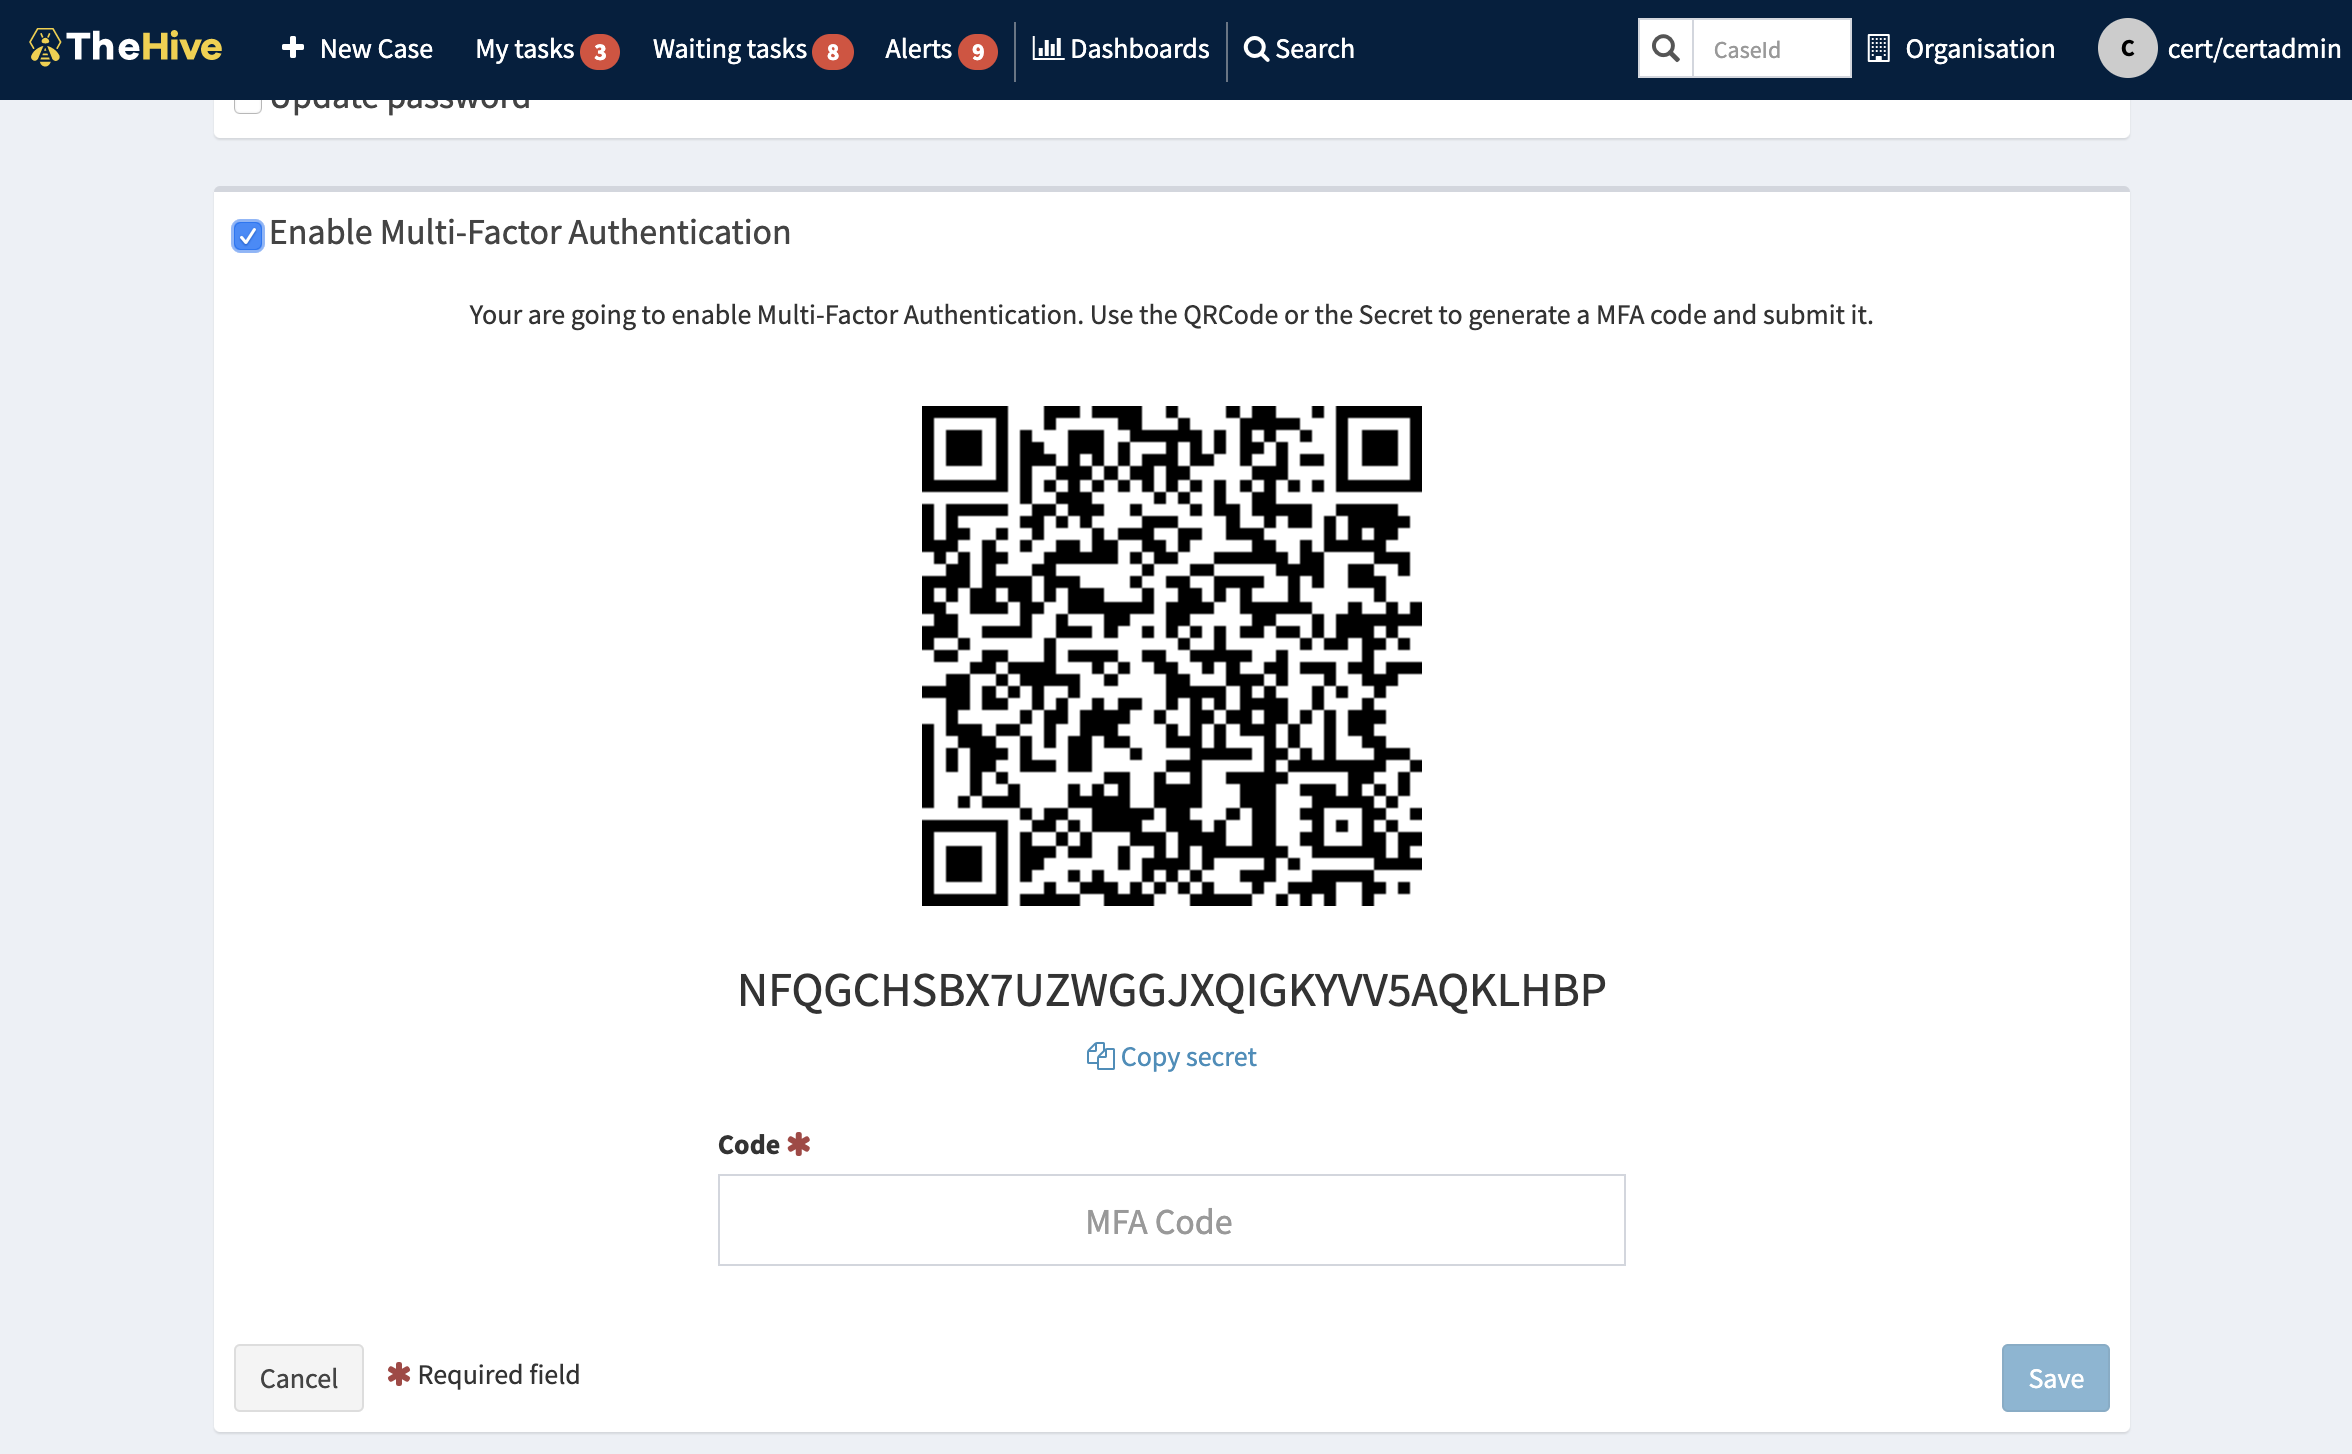 TheHive
New Case
My tasks 3
Waiting tasks 8
Alerts 9
Dashboards
Search
CaseId
Organisation
C
cert/certadmin
Update password
Enable Multi-Factor Authentication
Your are going to enable Multi-Factor Authentication. Use the QRCode or the Secret to generate a MFA code and submit it.
NFQGCHSBX7UZWGGJXQIGKYVV5AQKLHBP
Copy secret
Code *
MFA Code
Cancel
* Required field
Save